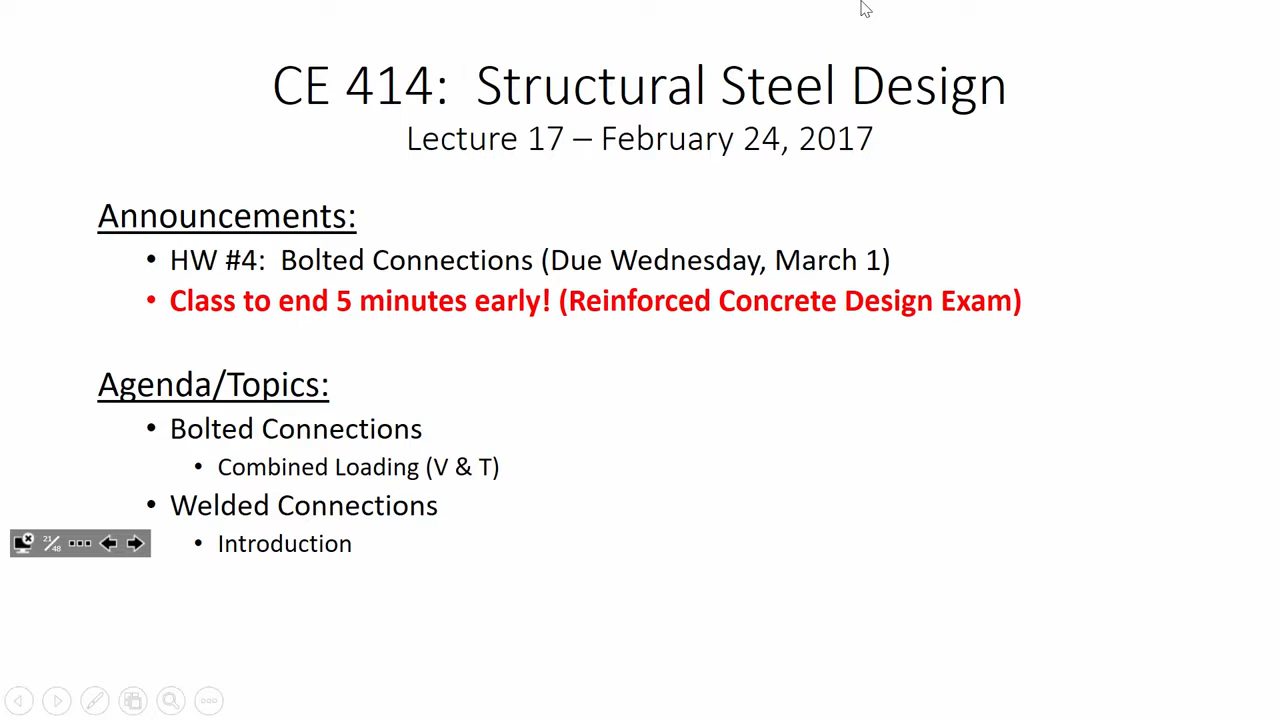 CE 414: Structural Steel Design
Lecture 17 – February 24, 2017
Announcements:
• HW #4: Bolted Connections (Due Wednesday, March 1)
• Class to end 5 minutes early! (Reinforced Concrete Design Exam)
Agenda/Topics:
• Bolted Connections
• Combined Loading (V & T)
• Welded Connections
21/48
• Introduction